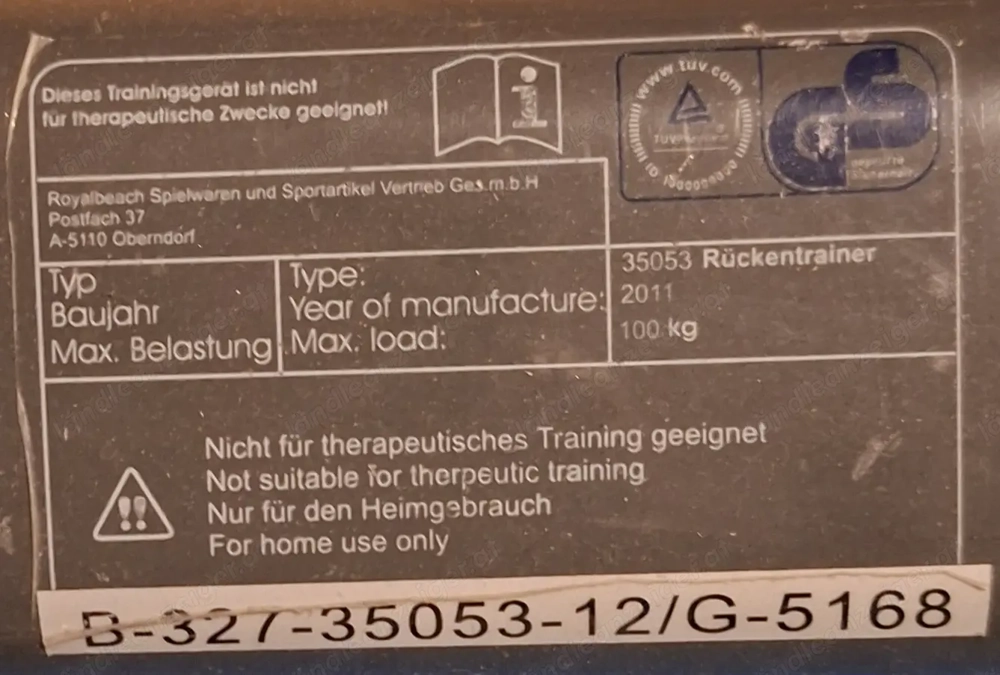 Dieses Trainingsgerät ist nicht
für therapeutische Zwecke geeignet!
www.tuv.com
geprüfte
Sicherheit
Royalbeach Spielwaren und Sportartikel Vertrieb Ges.m.b.H
Postfach 37
A-5110 Oberndorf
Typ Type: 35053 Rückentrainer
Baujahr Year of manufacture: 2011
Max. Belastung Max. load: 100 kg
Nicht für therapeutisches Training geeignet
Not suitable for therpeutic training
Nur für den Heimgebrauch
For home use only
B-327-35053-12/G-5168